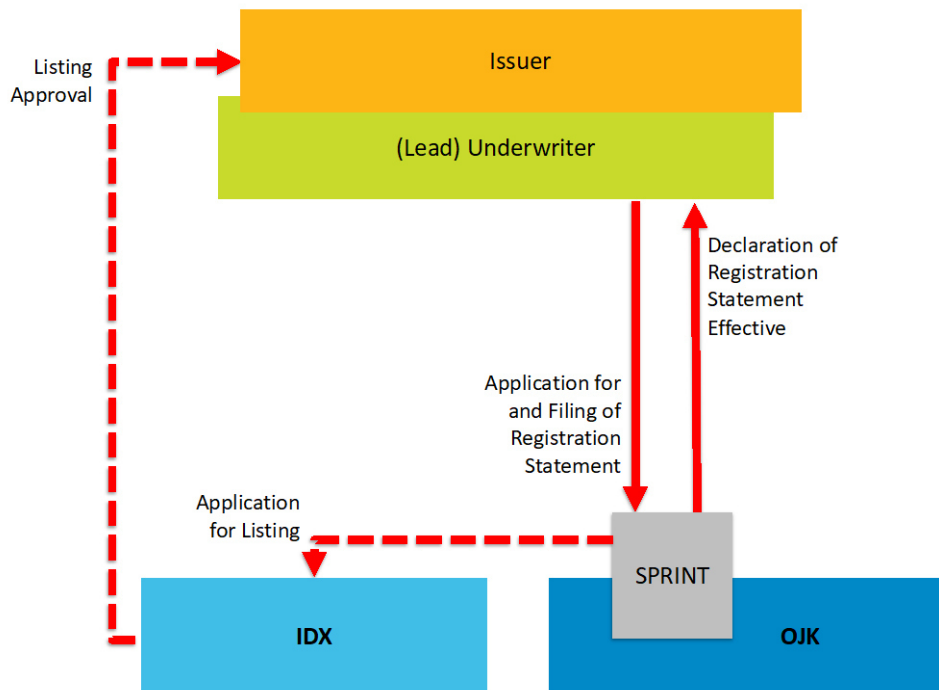 Issuer
Listing
Approval
(Lead) Underwriter
Declaration of
Registration
Statement
Effective
Application for
and Filing of
Registration
Statement
Application
for Listing
SPRINT
IDX
OJK